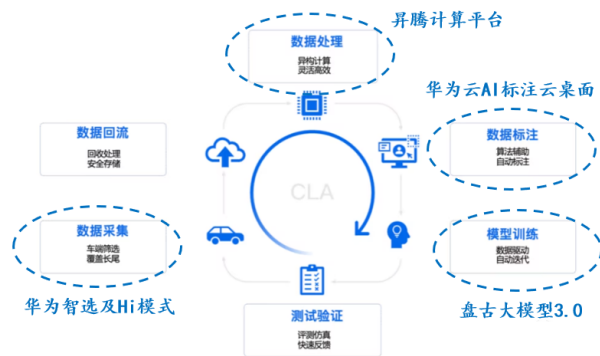 昇腾计算平台
数据处理
异构计算
灵活高效
华为云AI标注云桌面
数据回流
回收处理
安全存储
数据标注
算法辅助
自动标注
CLA
数据采集
车端筛选
覆盖长尾
模型训练
数据驱动
自动迭代
华为智选及Hi模式
盘古大模型3.0
测试验证
评测仿真
快速反馈